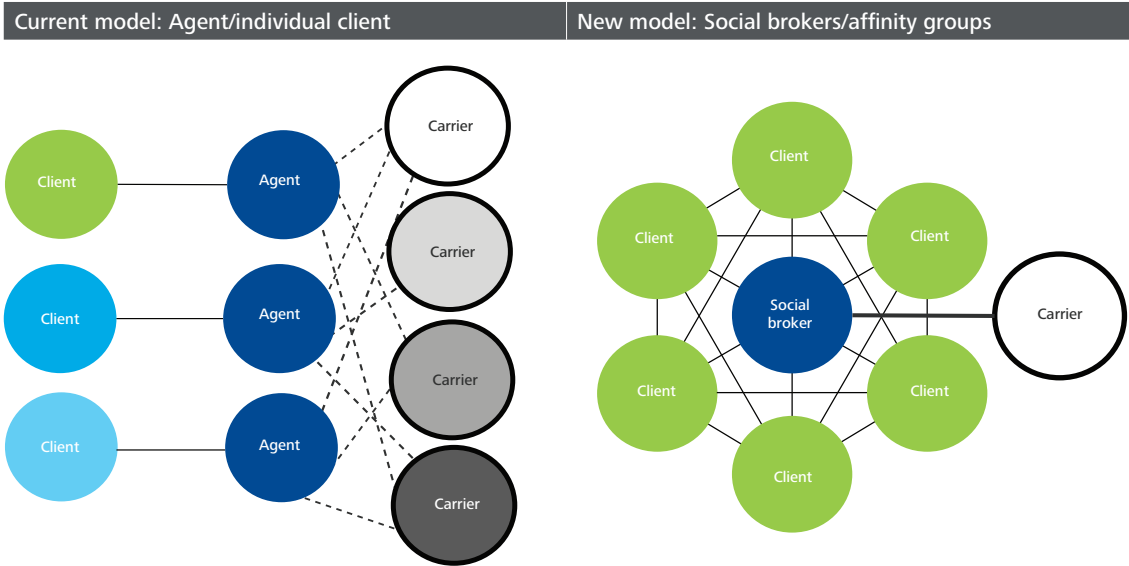 Current model: Agent/individual client
New model: Social brokers/affinity groups
Carrier
Client
Agent
Carrier
Client
Agent
Carrier
Client
Agent
Carrier
Client
Client
Client
Social
broker
Carrier
Client
Client
Client